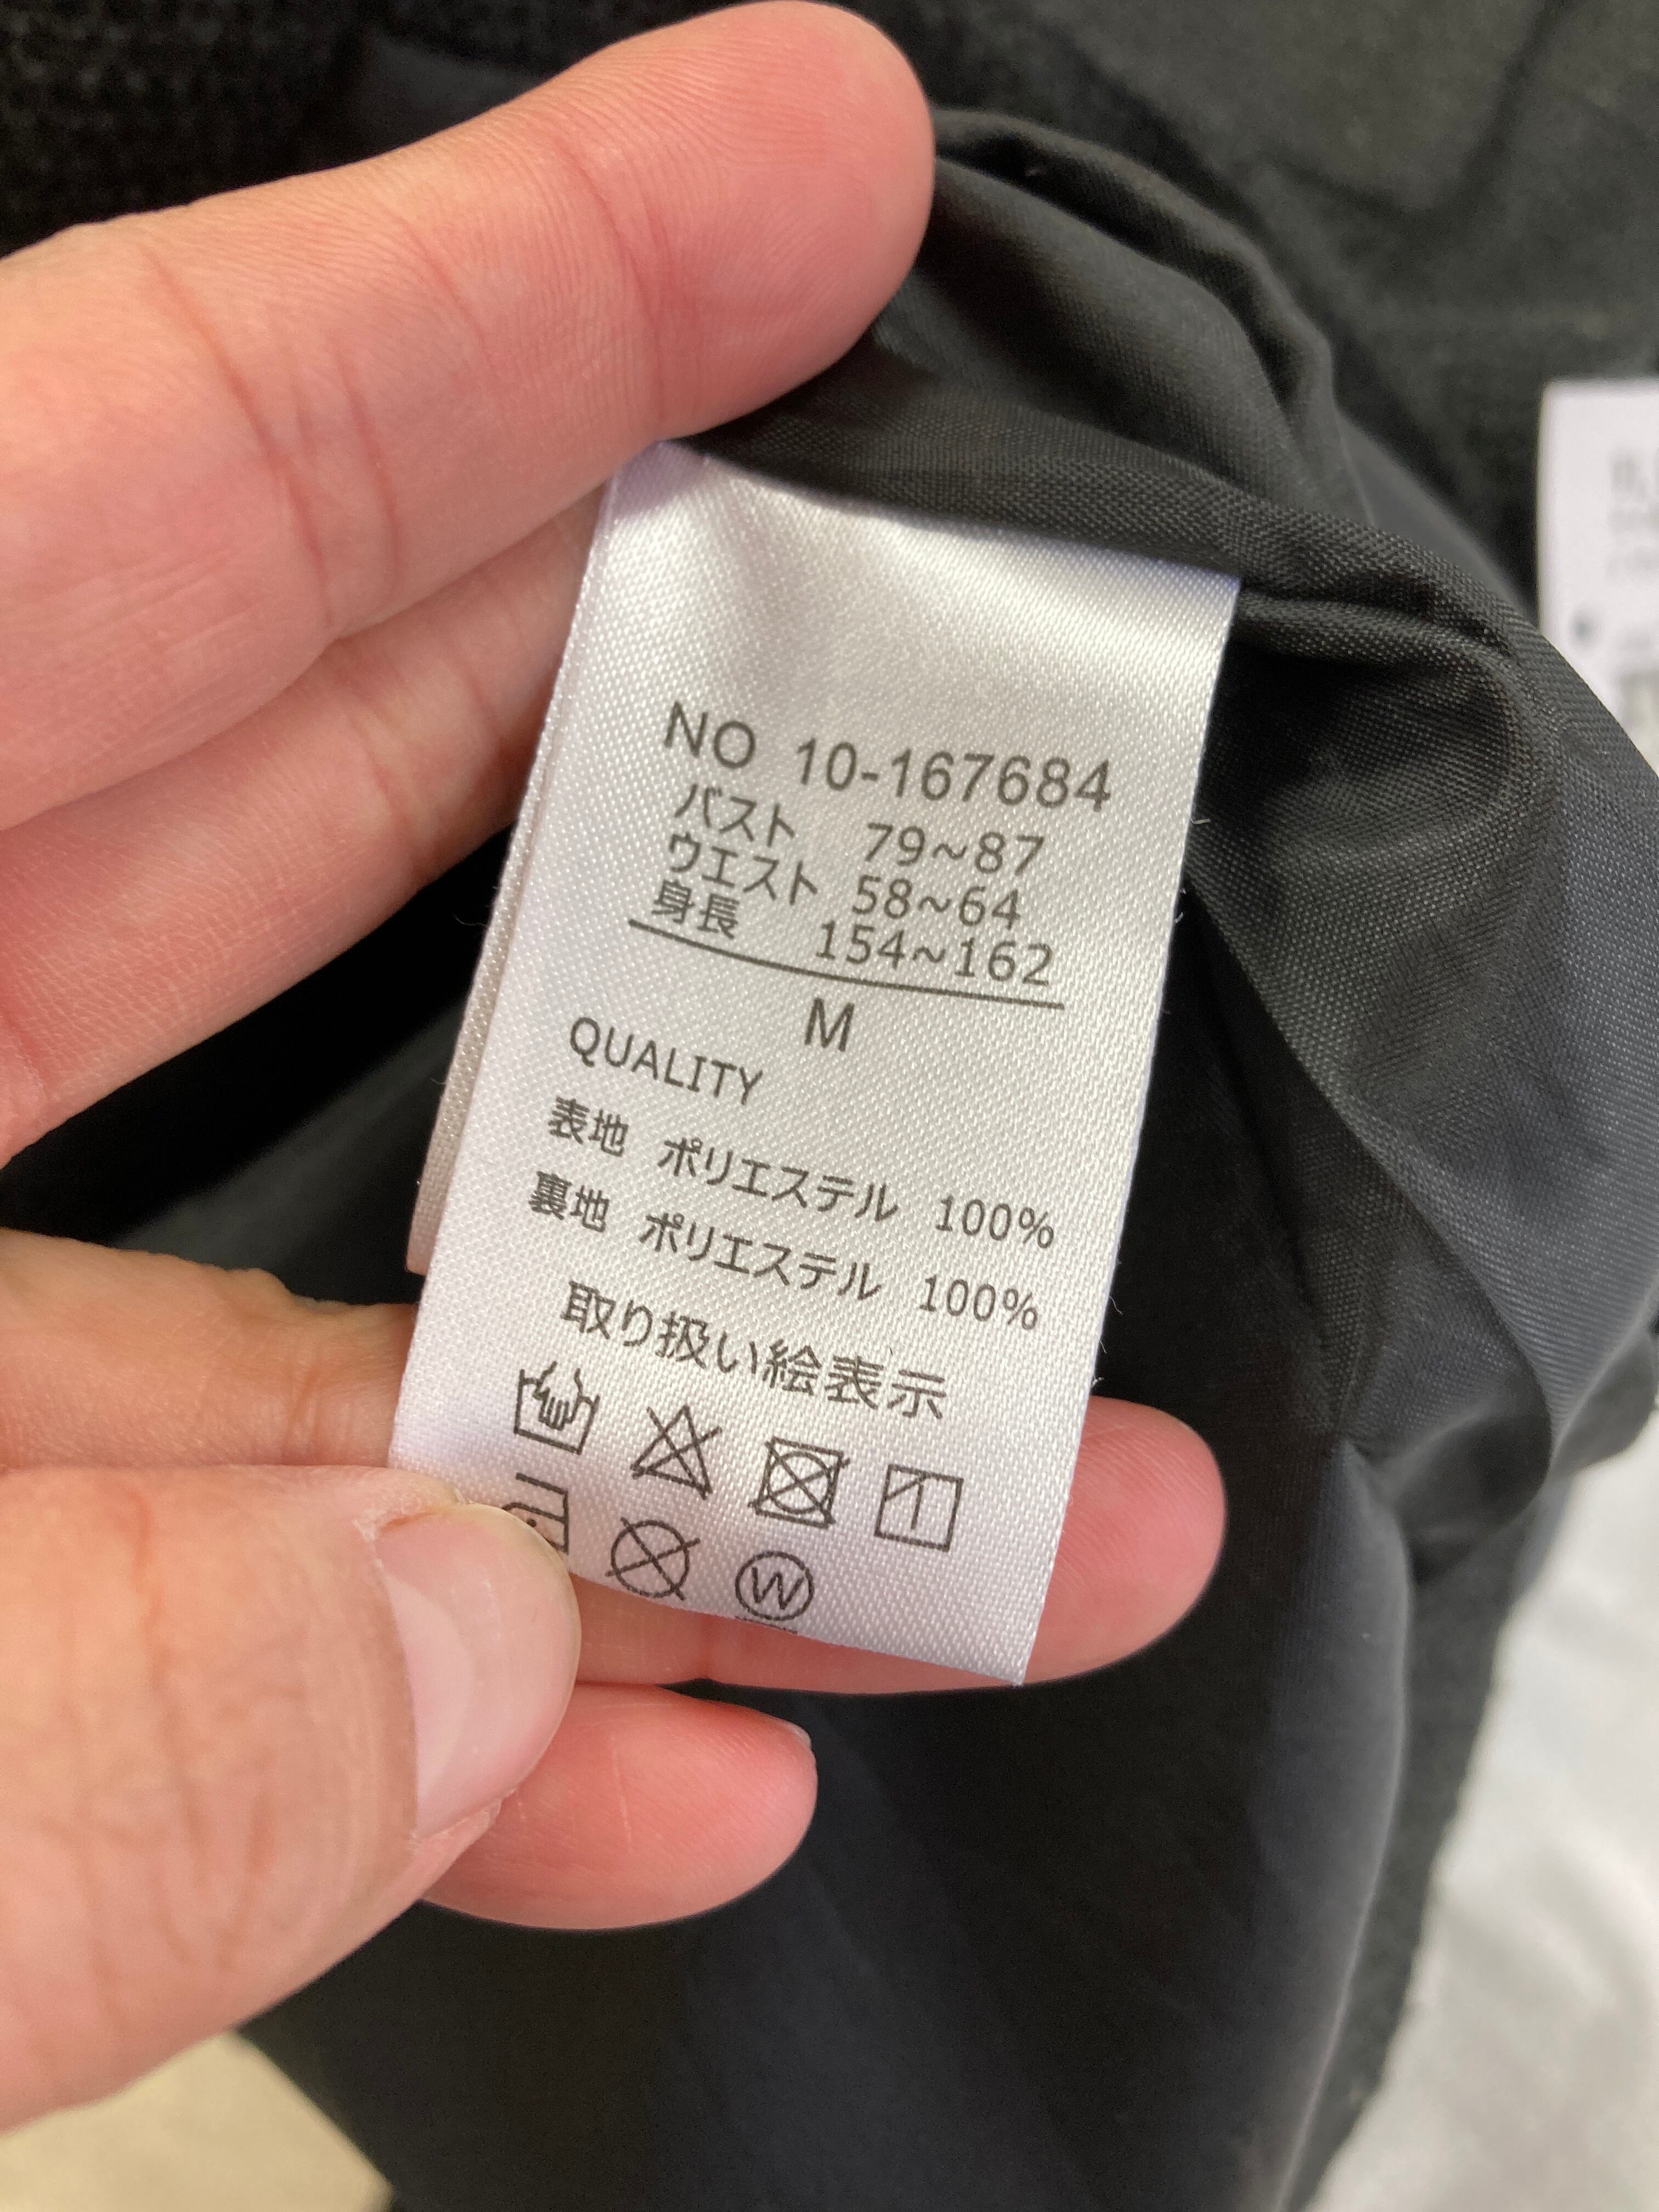 NO 10-167684
バスト 79~87
ウエスト 58~64
身長 154~162
M
QUALITY
表地 ポリエステル 100%
裏地 ポリエステル 100%
取り扱い絵表示
W